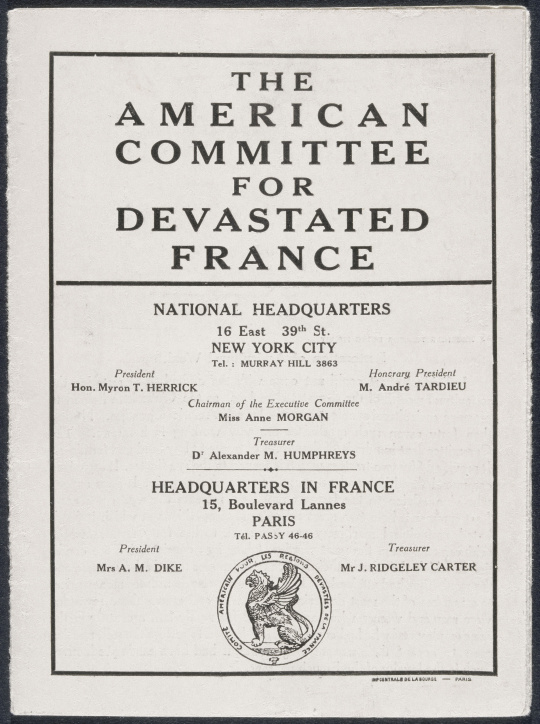 THE
AMERICAN
COMMITTEE
FOR
DEVASTATED
FRANCE
NATIONAL HEADQUARTERS
16 East 39th St.
NEW YORK CITY
Tel. : MURRAY HILL 3863
President
Hon. Myron T. HERRICK
Honorary President
M. André TARDIEU
Chairman of the Executive Committee
Miss Anne MORGAN
Treasurer
Dr Alexander M. HUMPHREYS
HEADQUARTERS IN FRANCE
15, Boulevard Lannes
PARIS
Tél. PASSY 46-46
President
Mrs A. M. DIKE
Treasurer
Mr J. RIDGELEY CARTER
COMITÉ AMÉRICAIN POUR LES RÉGIONS DÉVASTÉES DE LA FRANCE
IMP CENTRALE DE LA BOURSE — PARIS